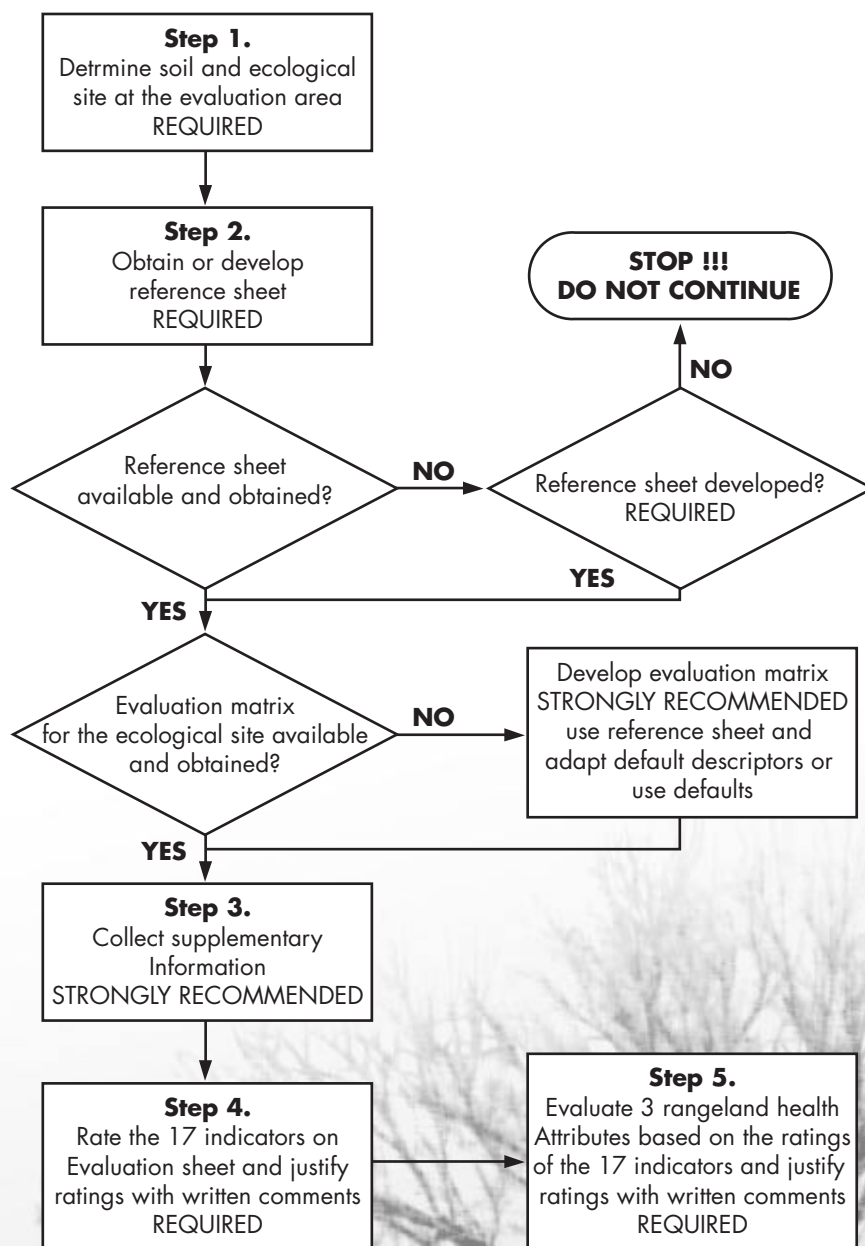 Step 1.
Detrmine soil and ecological
site at the evaluation area
REQUIRED
Step 2.
Obtain or develop
reference sheet
REQUIRED
STOP !!!
DO NOT CONTINUE
NO
Reference sheet
available and obtained?
NO
Reference sheet developed?
REQUIRED
YES
YES
Evaluation matrix
for the ecological site available
and obtained?
NO
Develop evaluation matrix
STRONGLY RECOMMENDED
use reference sheet and
adapt default descriptors or
use defaults
YES
Step 3.
Collect supplementary
Information
STRONGLY RECOMMENDED
Step 4.
Rate the 17 indicators on
Evaluation sheet and justify
ratings with written comments
REQUIRED
Step 5.
Evaluate 3 rangeland health
Attributes based on the ratings
of the 17 indicators and justify
ratings with written comments
REQUIRED